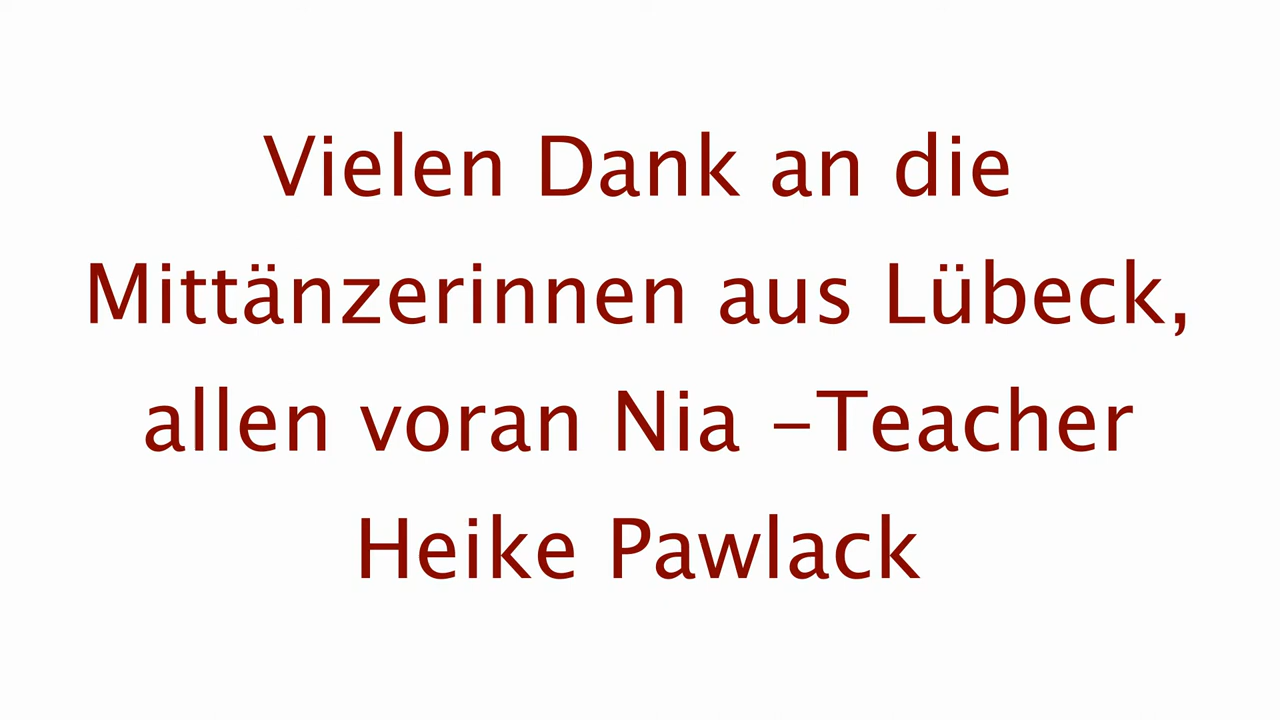 Vielen Dank an die
Mittänzerinnen aus Lübeck,
allen voran Nia -Teacher
Heike Pawlack